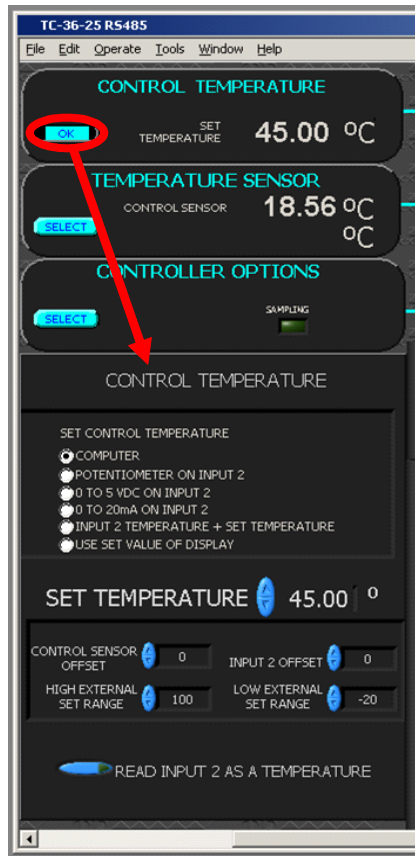 TC-36-25 RS485
File Edit Operate Tools Window Help
CONTROL TEMPERATURE
OK
SET TEMPERATURE 45.00 ºC
TEMPERATURE SENSOR
CONTROL SENSOR 18.56 ºC
SELECT
ºC
CONTROLLER OPTIONS
SAMPLING
SELECT
CONTROL TEMPERATURE
SET CONTROL TEMPERATURE
COMPUTER
POTENTIOMETER ON INPUT 2
0 TO 5 VDC ON INPUT 2
0 TO 20mA ON INPUT 2
INPUT 2 TEMPERATURE + SET TEMPERATURE
USE SET VALUE OF DISPLAY
SET TEMPERATURE 45.00 º
CONTROL SENSOR OFFSET 0 INPUT 2 OFFSET 0
HIGH EXTERNAL SET RANGE 100 LOW EXTERNAL SET RANGE -20
READ INPUT 2 AS A TEMPERATURE